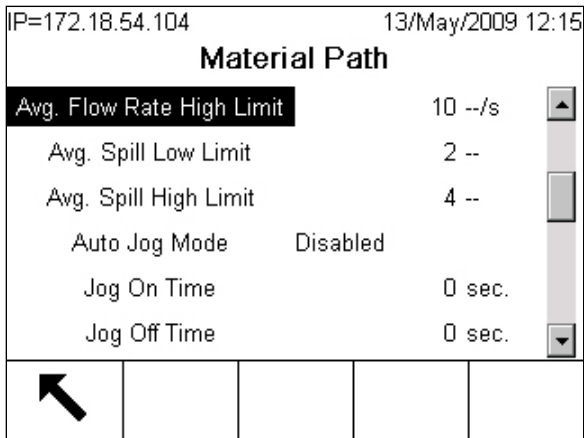 IP=172.18.54.104 13/May/2009 12:15
Material Path
Avg. Flow Rate High Limit 10 --/s
Avg. Spill Low Limit 2 --
Avg. Spill High Limit 4 --
Auto Jog Mode Disabled
Jog On Time 0 sec.
Jog Off Time 0 sec.